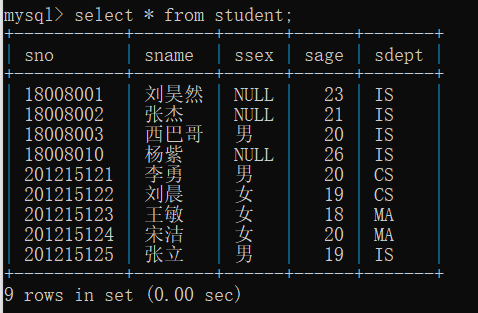 mysql> select * from student;
+-----------+--------+------+------+-------+
| sno | sname | ssex | sage | sdept |
+-----------+--------+------+------+-------+
| 18008001 | 刘昊然 | NULL | 23 | IS |
| 18008002 | 张杰 | NULL | 21 | IS |
| 18008003 | 西巴哥 | 男 | 20 | IS |
| 18008010 | 杨紫 | NULL | 26 | IS |
| 201215121 | 李勇 | 男 | 20 | CS |
| 201215122 | 刘晨 | 女 | 19 | CS |
| 201215123 | 王敏 | 女 | 18 | MA |
| 201215124 | 宋洁 | 女 | 20 | MA |
| 201215125 | 张立 | 男 | 19 | IS |
+-----------+--------+------+------+-------+
9 rows in set (0.00 sec)